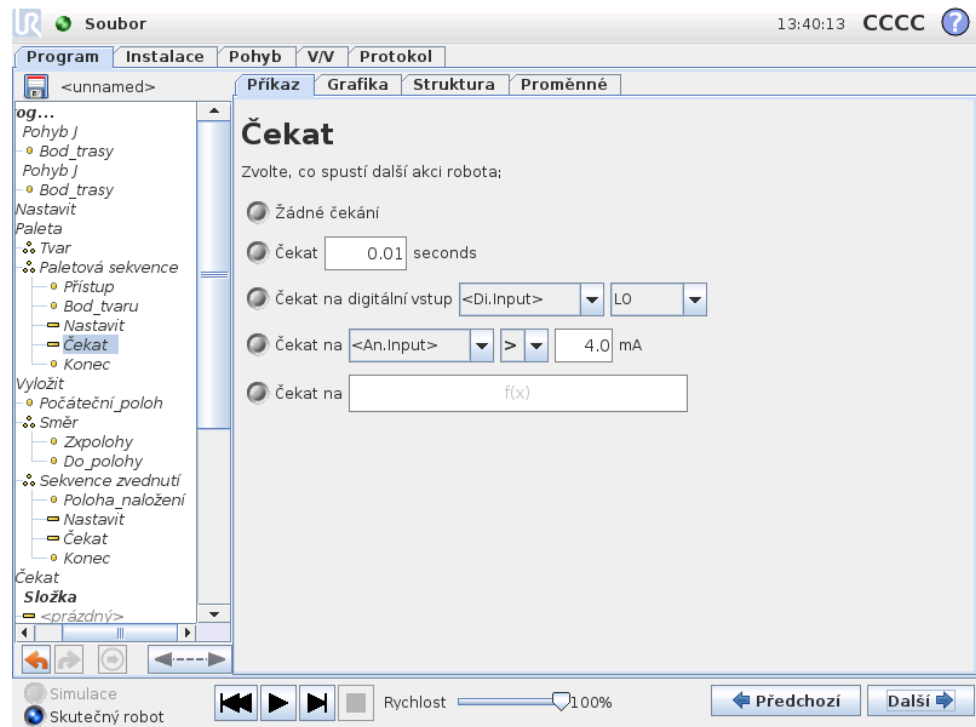 Soubor 13:40:13 CCCC ?
Program Instalace Pohyb V/V Protokol
<unnamed>
Příkaz Grafika Struktura Proměnné
og...
Pohyb J
Bod_trasy
Pohyb J
Bod_trasy
Nastavit
Paleta
Tvar
Paletová sekvence
Přístup
Bod_tvaru
Nastavit
Čekat
Konec
Vyložit
Počáteční_poloh
Směr
Zxpolohy
Do_polohy
Sekvence zvednutí
Poloha_naložení
Nastavit
Čekat
Konec
Čekat
Složka
<prázdný>
Čekat
Zvolte, co spustí další akci robota;
Žádné čekání
Čekat 0.01 seconds
Čekat na digitální vstup <Di.Input> LO
Čekat na <An.Input> > 4.0 mA
Čekat na f(x)
Simulace
Skutečný robot
Rychlost 100%
Předchozí Další